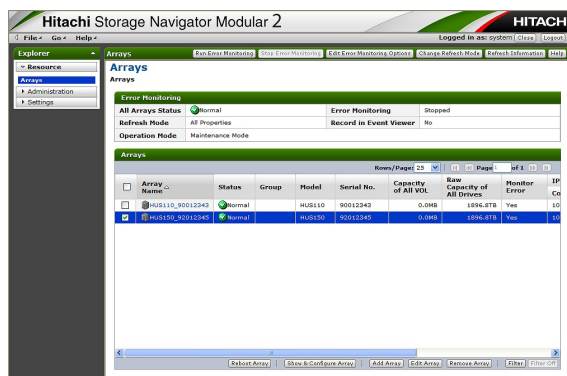 Hitachi Storage Navigator Modular 2
HITACH
File Go Help
Logged in as: system Close Logout
Explorer
Arrays Run Error Monitoring Stop Error Monitoring Edit Error Monitoring Options Change Refresh Mode Refresh Information Help
Resource
Arrays
Administration
Settings
Arrays
Arrays
Error Monitoring
All Arrays Status Normal Error Monitoring Stopped
Refresh Mode All Properties Record in Event Viewer No
Operation Mode Maintenance Mode
Arrays
Rows/Page: 25 Page 1 of 1
Array Name Status Group Model Serial No. Capacity of All VOL Raw Capacity of All Drives Monitor Error IP Co
HUS110_90012343 Normal HUS110 90012343 0.0MB 1896.8TB Yes 10
HUS150_92012345 Normal HUS150 92012345 0.0MB 1896.8TB Yes 10
Reboot Array Show & Configure Array Add Array Edit Array Remove Array Filter Filter Off